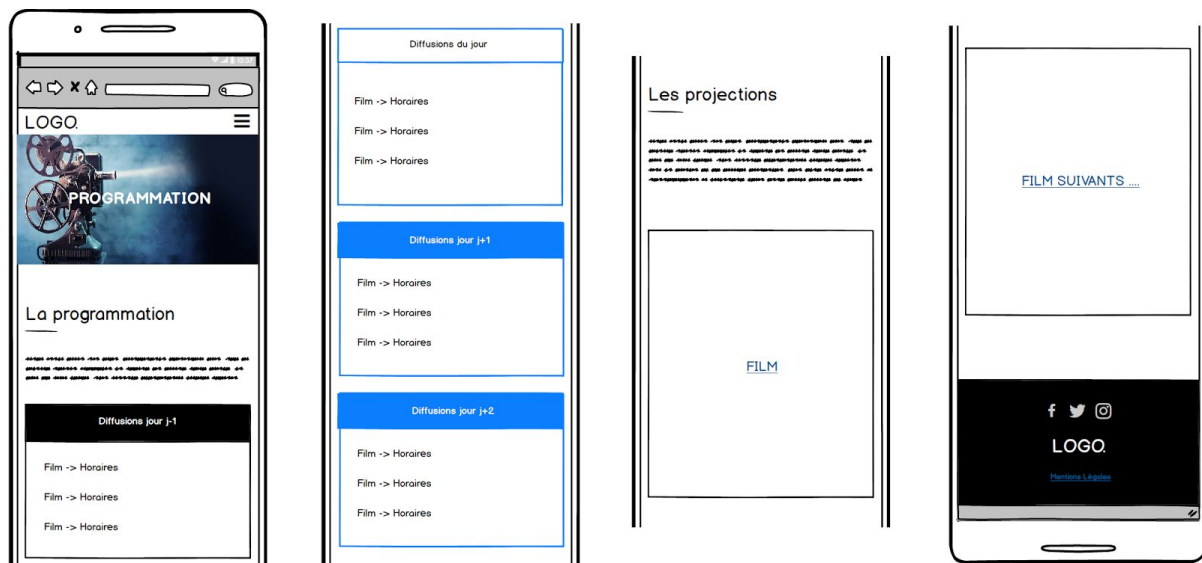 13:37
LOGO.
PROGRAMMATION
La programmation
Diffusions jour j-1
Film -> Horaires
Film -> Horaires
Film -> Horaires
Diffusions du jour
Film -> Horaires
Film -> Horaires
Film -> Horaires
Diffusions jour j+1
Film -> Horaires
Film -> Horaires
Film -> Horaires
Diffusions jour j+2
Film -> Horaires
Film -> Horaires
Film -> Horaires
Les projections
FILM
FILM SUIVANTS ....
LOGO.
Mentions Légales